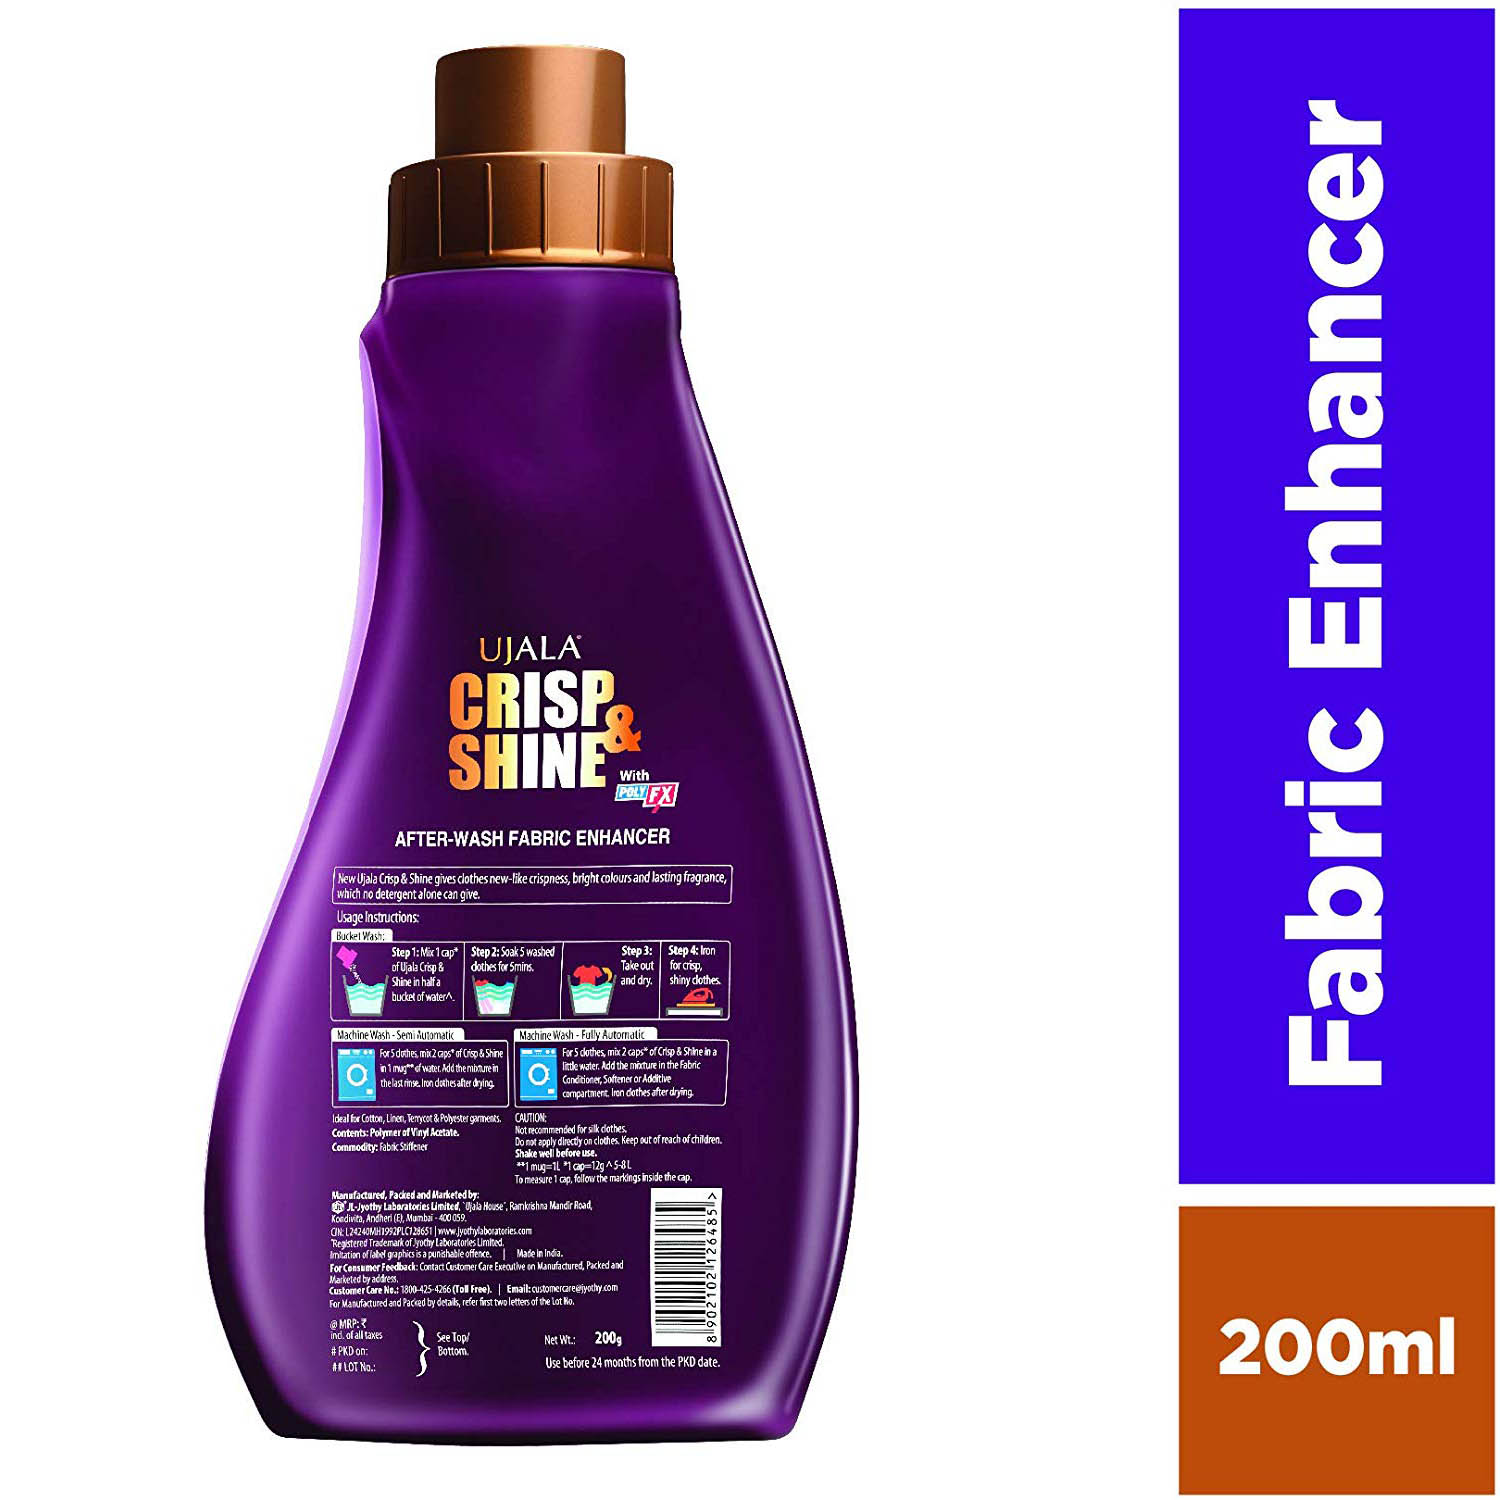 UJALA®
CRISP
& SHINE
With
POLY FX
AFTER-WASH FABRIC ENHANCER
New Ujala Crisp & Shine gives clothes new-like crispness, bright colours and lasting fragrance,
which no detergent alone can give.
Usage Instructions:
Bucket Wash:
Step 1: Mix 1 cap*
of Ujala Crisp &
Shine in half a
bucket of water^.
Step 2: Soak 5 washed
clothes for 5mins.
Step 3:
Take out
and dry.
Step 4: Iron
for crisp,
shiny clothes.
Machine Wash - Semi Automatic
For 5 clothes, mix 2 caps* of Crisp & Shine
in 1 mug** of water. Add the mixture in
the last rinse. Iron clothes after drying.
Machine Wash - Fully Automatic
For 5 clothes, mix 2 caps* of Crisp & Shine in a
little water. Add the mixture in the Fabric
Conditioner, Softener or Additive
compartment. Iron clothes after drying.
Ideal for Cotton, Linen, Terrycot & Polyester garments.
Contents: Polymer of Vinyl Acetate.
Commodity: Fabric Stiffener
CAUTION:
Not recommended for silk clothes.
Do not apply directly on clothes. Keep out of reach of children.
Shake well before use.
**1 mug=1L *1 cap=12g ^ 5-8 L
To measure 1 cap, follow the markings inside the cap.
Manufactured, Packed and Marketed by:
JL-Jyothy Laboratories Limited, 'Ujala House', Ramkrishna Mandir Road,
Kondivita, Andheri (E), Mumbai - 400 059.
CIN: L24240MH1992PLC128651 | www.jyothylaboratories.com
®Registered Trademark of Jyothy Laboratories Limited.
Imitation of label graphics is a punishable offence. | Made in India.
For Consumer Feedback: Contact Customer Care Executive on Manufactured, Packed and
Marketed by address.
Customer Care No.: 1800-425-4266 (Toll Free). | Email: customercare@jyothy.com
For Manufactured and Packed by details, refer first two letters of the Lot No.
@ MRP: ₹
incl. of all taxes
# PKD on:
## LOT No.:
See Top/
Bottom.
Net Wt.: 200g
Use before 24 months from the PKD date.
8 902102 126485 >
Fabric Enhancer
200ml